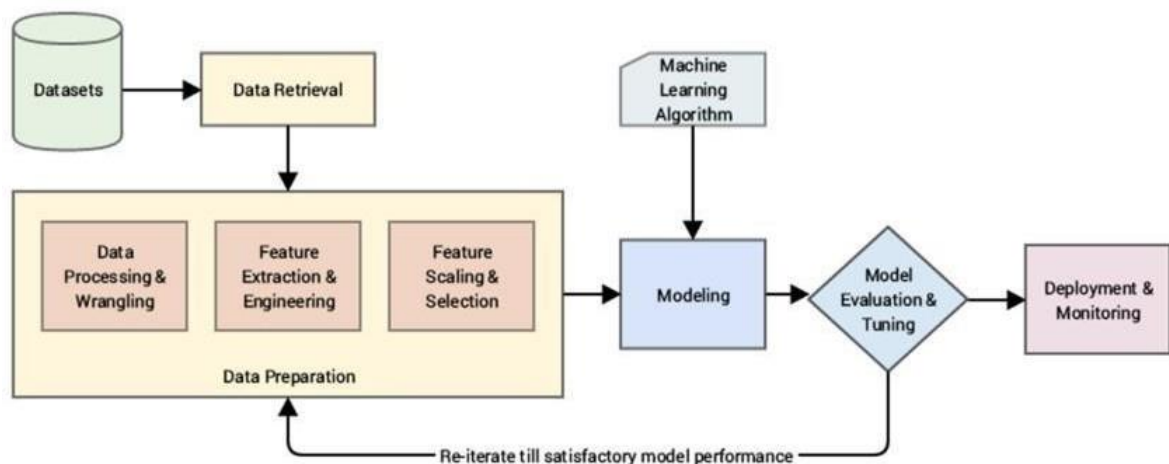 Datasets
Data Retrieval
Machine
Learning
Algorithm
Data
Processing &
Wrangling
Feature
Extraction &
Engineering
Feature
Scaling &
Selection
Data Preparation
Modeling
Model
Evaluation &
Tuning
Deployment &
Monitoring
Re-iterate till satisfactory model performance